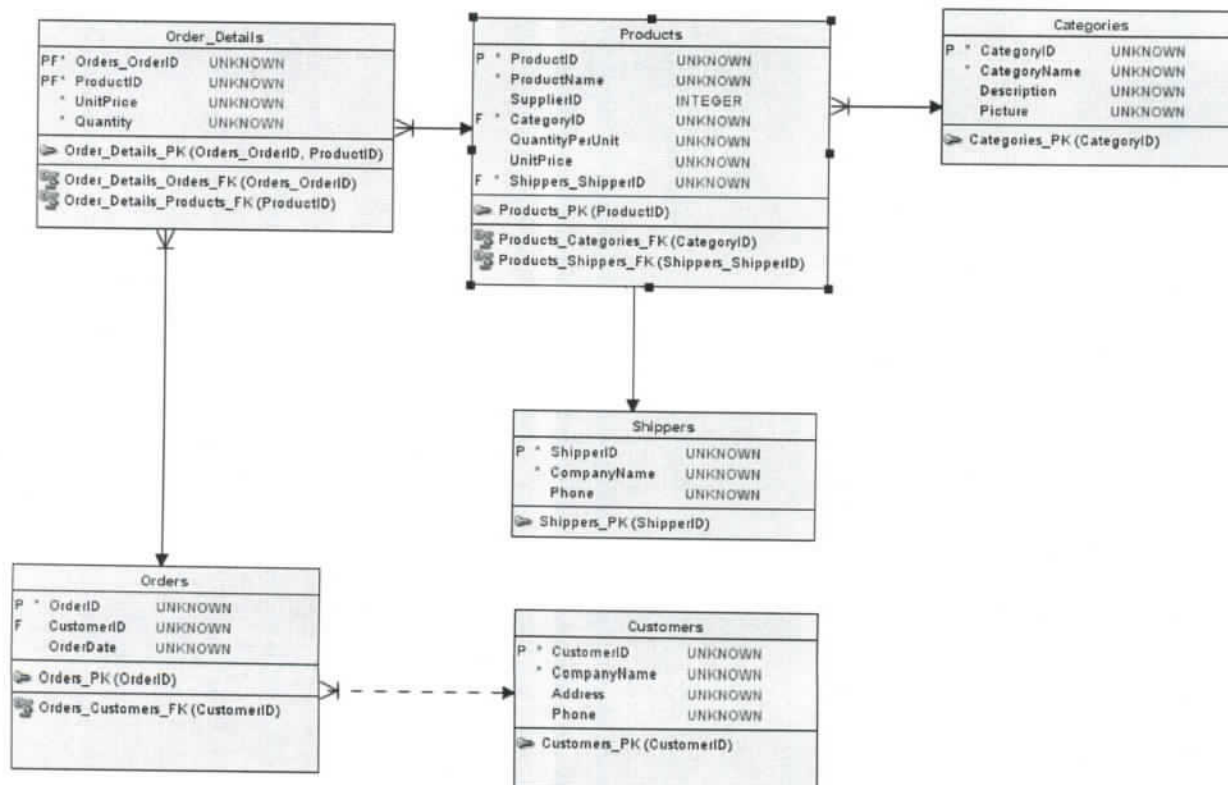 Order_Details
PF* Orders_OrderID UNKNOWN
PF* ProductID UNKNOWN
* UnitPrice UNKNOWN
* Quantity UNKNOWN
Order_Details_PK (Orders_OrderID, ProductID)
Order_Details_Orders_FK (Orders_OrderID)
Order_Details_Products_FK (ProductID)
Products
P * ProductID UNKNOWN
* ProductName UNKNOWN
SupplierID INTEGER
F * CategoryID UNKNOWN
QuantityPerUnit UNKNOWN
UnitPrice UNKNOWN
F * Shippers_ShipperID UNKNOWN
Products_PK (ProductID)
Products_Categories_FK (CategoryID)
Products_Shippers_FK (Shippers_ShipperID)
Categories
P * CategoryID UNKNOWN
* CategoryName UNKNOWN
Description UNKNOWN
Picture UNKNOWN
Categories_PK (CategoryID)
Shippers
P * ShipperID UNKNOWN
* CompanyName UNKNOWN
Phone UNKNOWN
Shippers_PK (ShipperID)
Orders
P * OrderID UNKNOWN
F CustomerID UNKNOWN
OrderDate UNKNOWN
Orders_PK (OrderID)
Orders_Customers_FK (CustomerID)
Customers
P * CustomerID UNKNOWN
* CompanyName UNKNOWN
Address UNKNOWN
Phone UNKNOWN
Customers_PK (CustomerID)